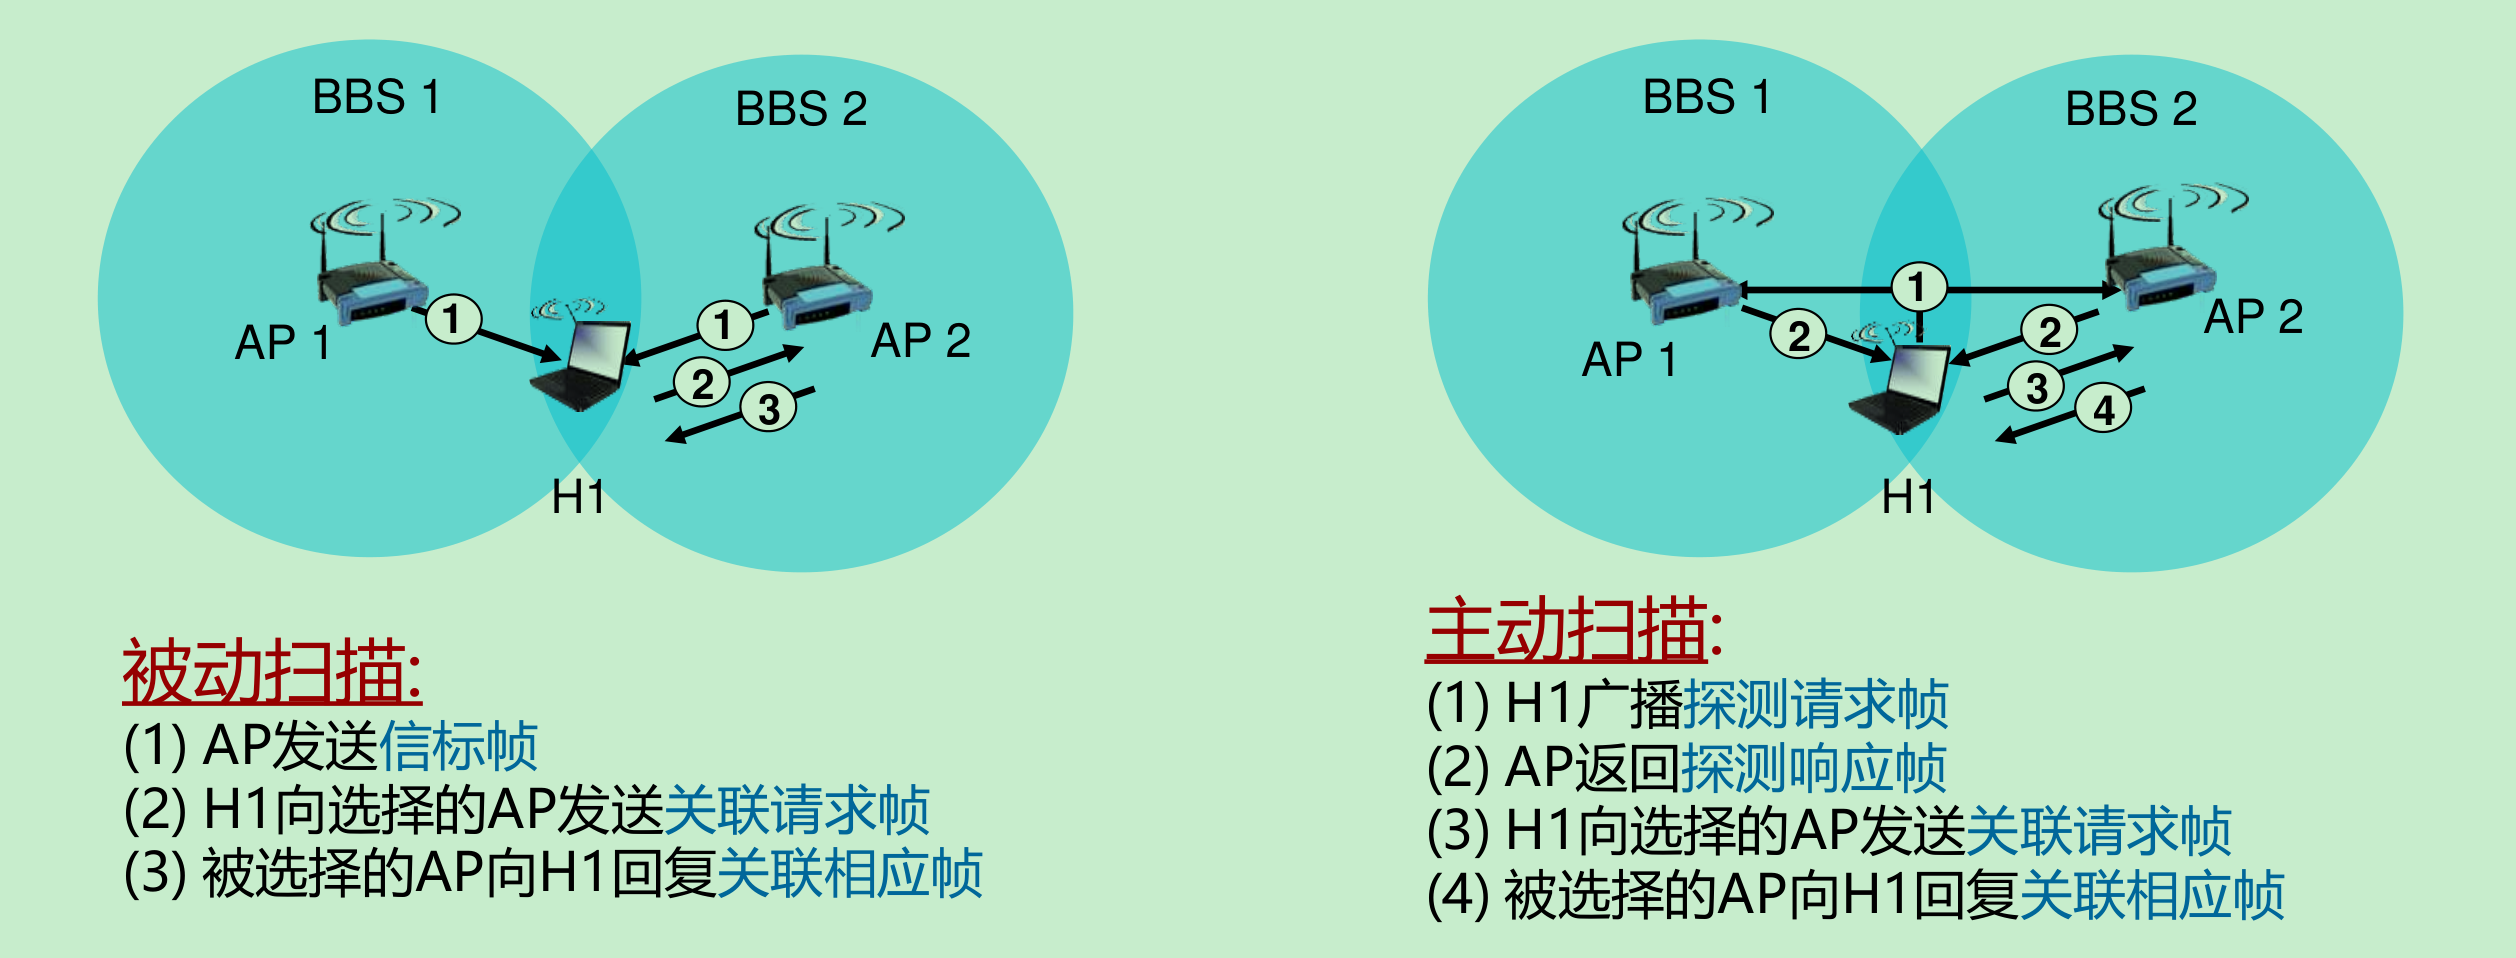 BBS 1
BBS 2
AP 1
1
1
2
3
AP 2
H1
被动扫描:
(1) AP发送信标帧
(2) H1向选择的AP发送关联请求帧
(3) 被选择的AP向H1回复关联相应帧
BBS 1
BBS 2
AP 1
1
2
2
3
4
AP 2
H1
主动扫描:
(1) H1广播探测请求帧
(2) AP返回探测响应帧
(3) H1向选择的AP发送关联请求帧
(4) 被选择的AP向H1回复关联相应帧